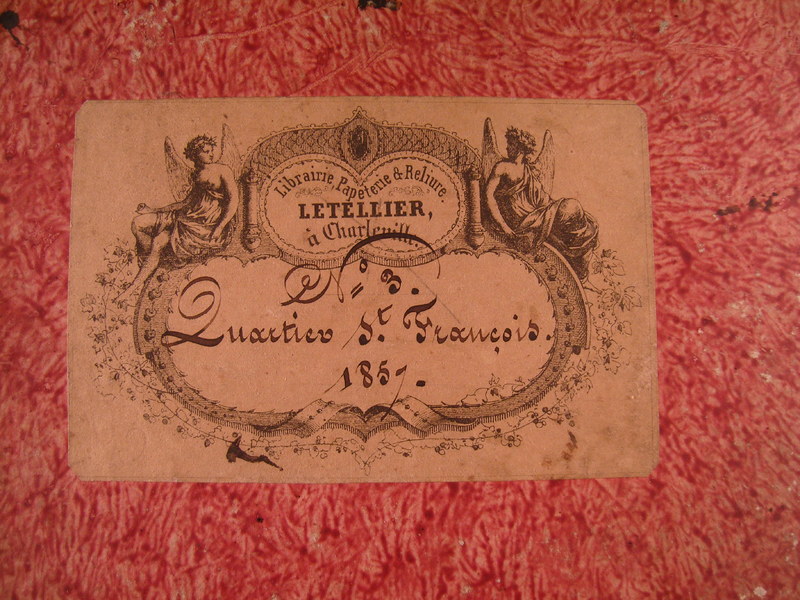 Librairie Papeterie & Reliure.
LETELLIER,
à Charleville.
Nº 3.
Quartier St François.
1857.